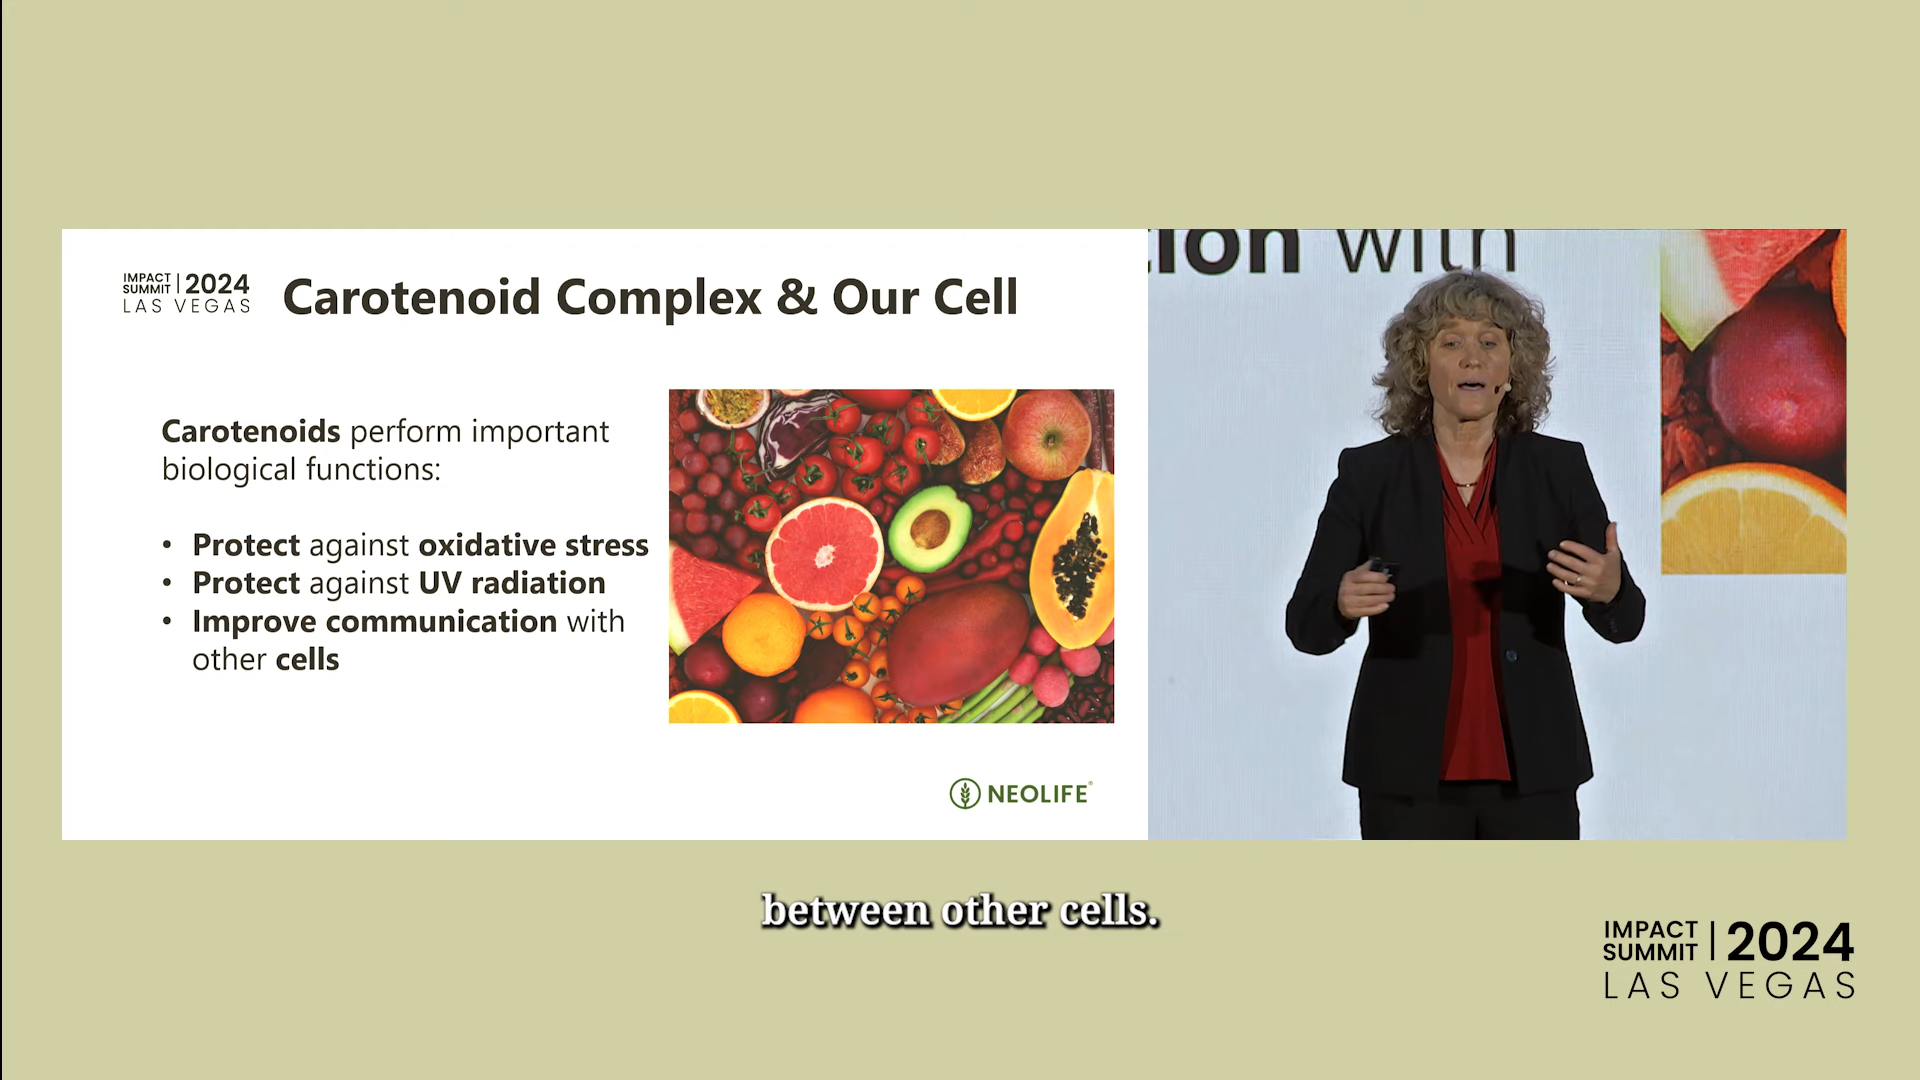 IMPACT
SUMMIT | 2024
LAS VEGAS
Carotenoid Complex & Our Cell
Carotenoids perform important
biological functions:
• Protect against oxidative stress
• Protect against UV radiation
• Improve communication with
other cells
NEOLIFE®
with
between other cells.
IMPACT
SUMMIT | 2024
LAS VEGAS